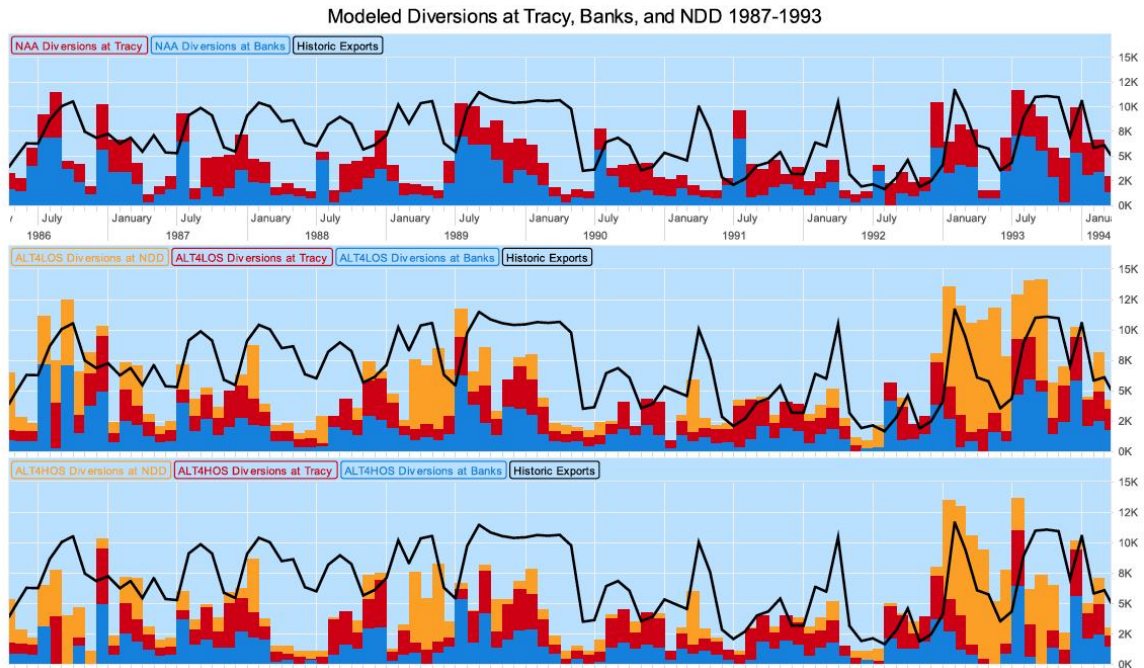 Modeled Diversions at Tracy, Banks, and NDD 1987-1993
NAA Diversions at Tracy NAA Diversions at Banks Historic Exports
15K
12K
10K
7K
5K
2K
0K
July January July January July January July January July January July January July January July
1986 1987 1988 1989 1990 1991 1992 1993 1994
ALT4LOS Diversions at NDD ALT4LOS Diversions at Tracy ALT4LOS Diversions at Banks Historic Exports
15K
12K
10K
7K
5K
2K
0K
ALT4HOS Diversions at NDD ALT4HOS Diversions at Tracy ALT4HOS Diversions at Banks Historic Exports
15K
12K
10K
7K
5K
2K
0K